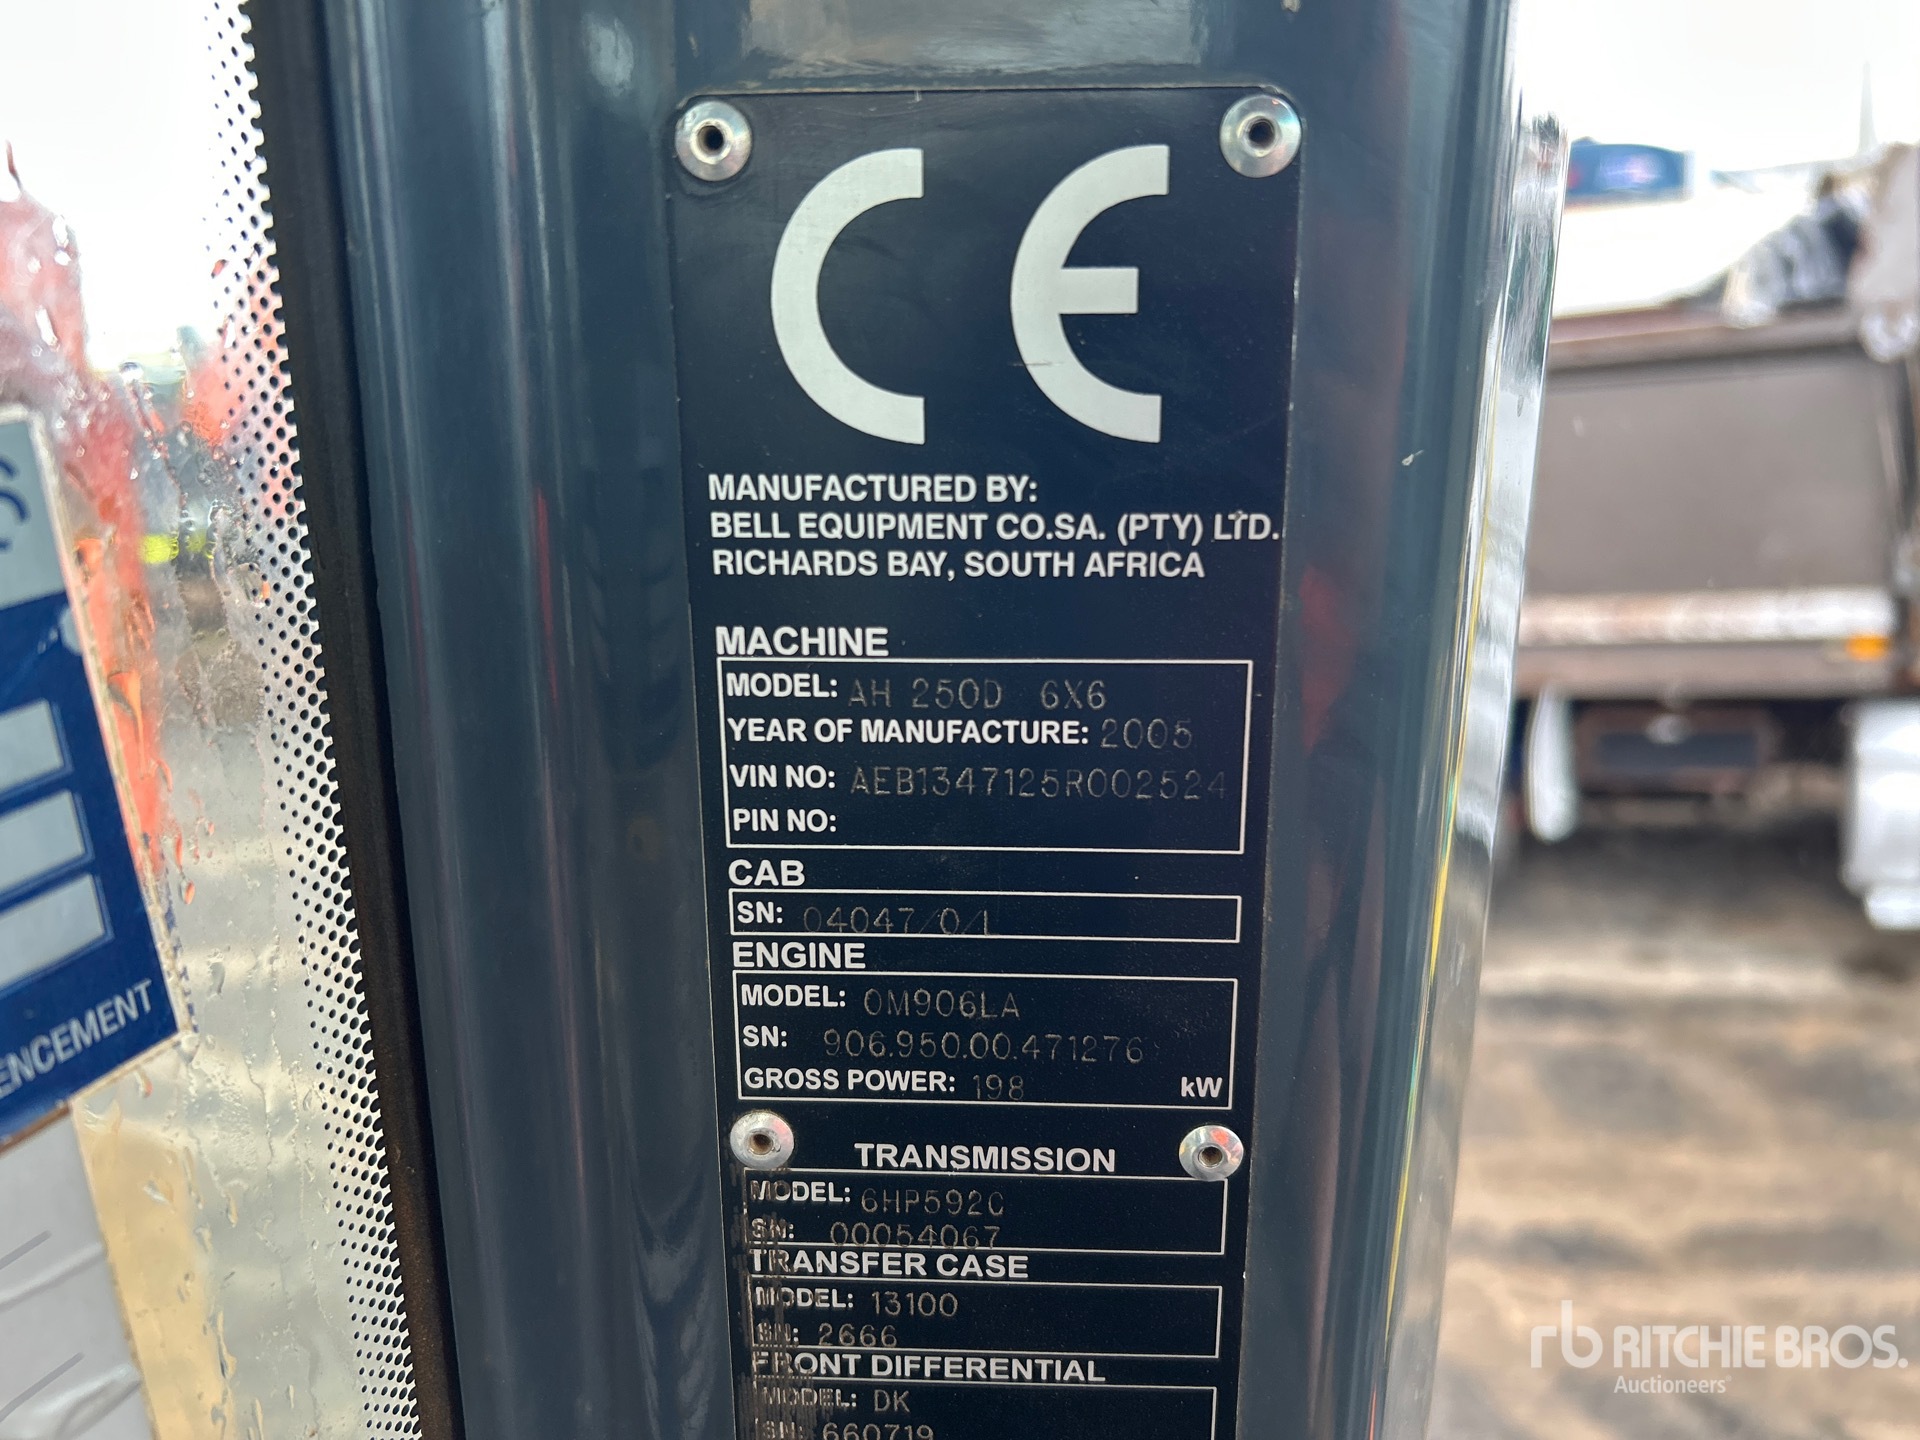 CE
MANUFACTURED BY:
BELL EQUIPMENT CO.SA. (PTY) LTD.
RICHARDS BAY, SOUTH AFRICA
MACHINE
MODEL: AH 250D 6X6
YEAR OF MANUFACTURE: 2005
VIN NO: AEB1347125R002524
PIN NO:
CAB
SN: 04047/0/L
ENGINE
MODEL: OM906LA
SN: 906.950.00.471276
GROSS POWER: 198 kW
TRANSMISSION
MODEL: 6HP592C
SN: 00054067
TRANSFER CASE
MODEL: 13100
SN: 2666
FRONT DIFFERENTIAL
MODEL: DK
SN: 660719
ENCEMENT
rb RITCHIE BROS.
Auctioneers